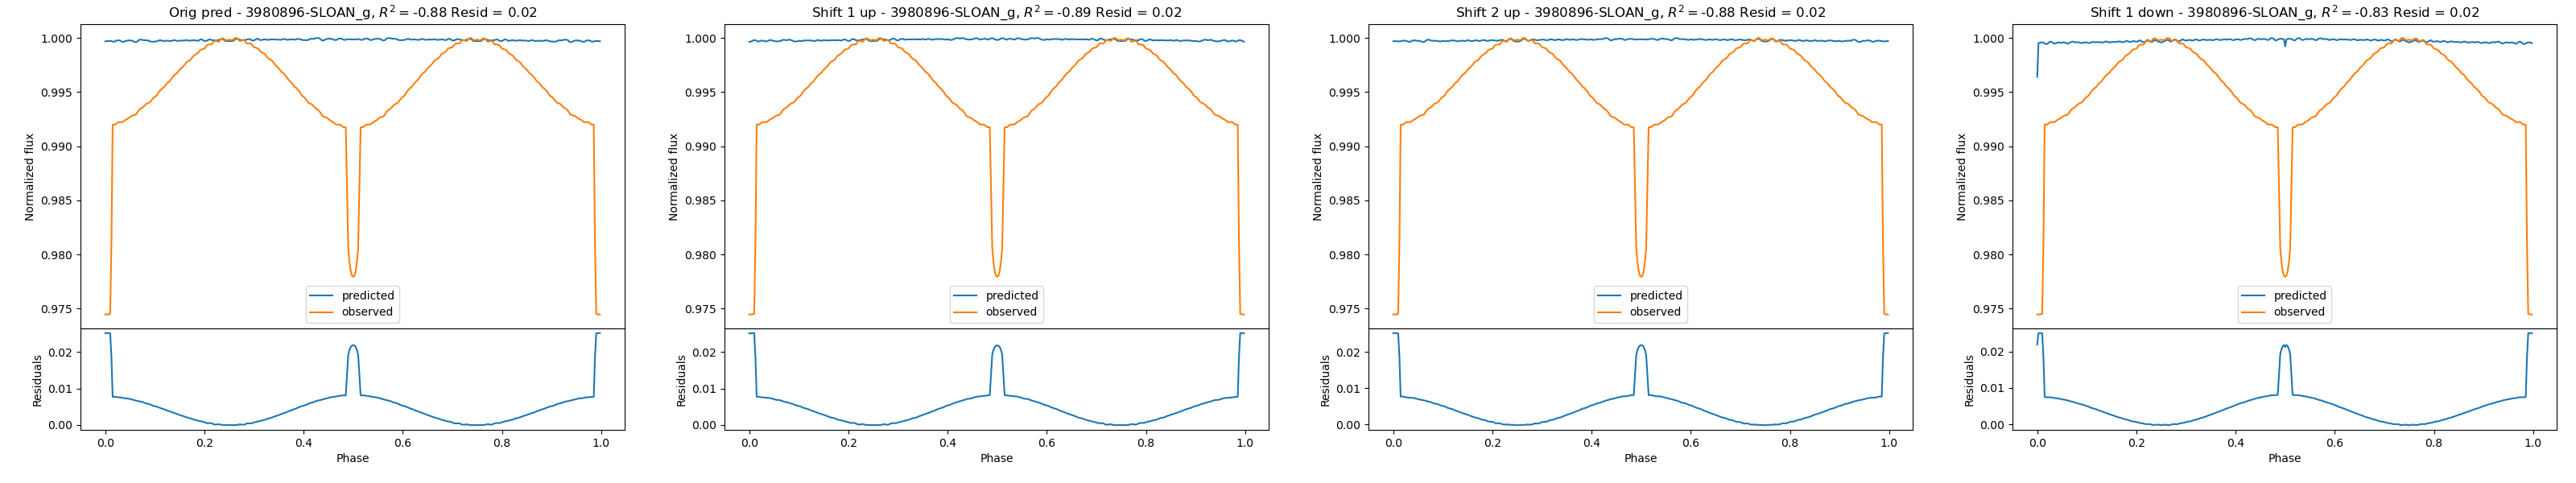 Orig pred - 3980896-SLOAN_g, R² = -0.88 Resid = 0.02
1.000
0.995
0.990
0.985
0.980
0.975
Normalized flux
predicted
observed
0.02
0.01
0.00
Residuals
0.0 0.2 0.4 0.6 0.8 1.0
Phase
Shift 1 up - 3980896-SLOAN_g, R² = -0.89 Resid = 0.02
1.000
0.995
0.990
0.985
0.980
0.975
Normalized flux
predicted
observed
0.02
0.01
0.00
Residuals
0.0 0.2 0.4 0.6 0.8 1.0
Phase
Shift 2 up - 3980896-SLOAN_g, R² = -0.88 Resid = 0.02
1.000
0.995
0.990
0.985
0.980
0.975
Normalized flux
predicted
observed
0.02
0.01
0.00
Residuals
0.0 0.2 0.4 0.6 0.8 1.0
Phase
Shift 1 down - 3980896-SLOAN_g, R² = -0.83 Resid = 0.02
1.000
0.995
0.990
0.985
0.980
0.975
Normalized flux
predicted
observed
0.02
0.01
0.00
Residuals
0.0 0.2 0.4 0.6 0.8 1.0
Phase